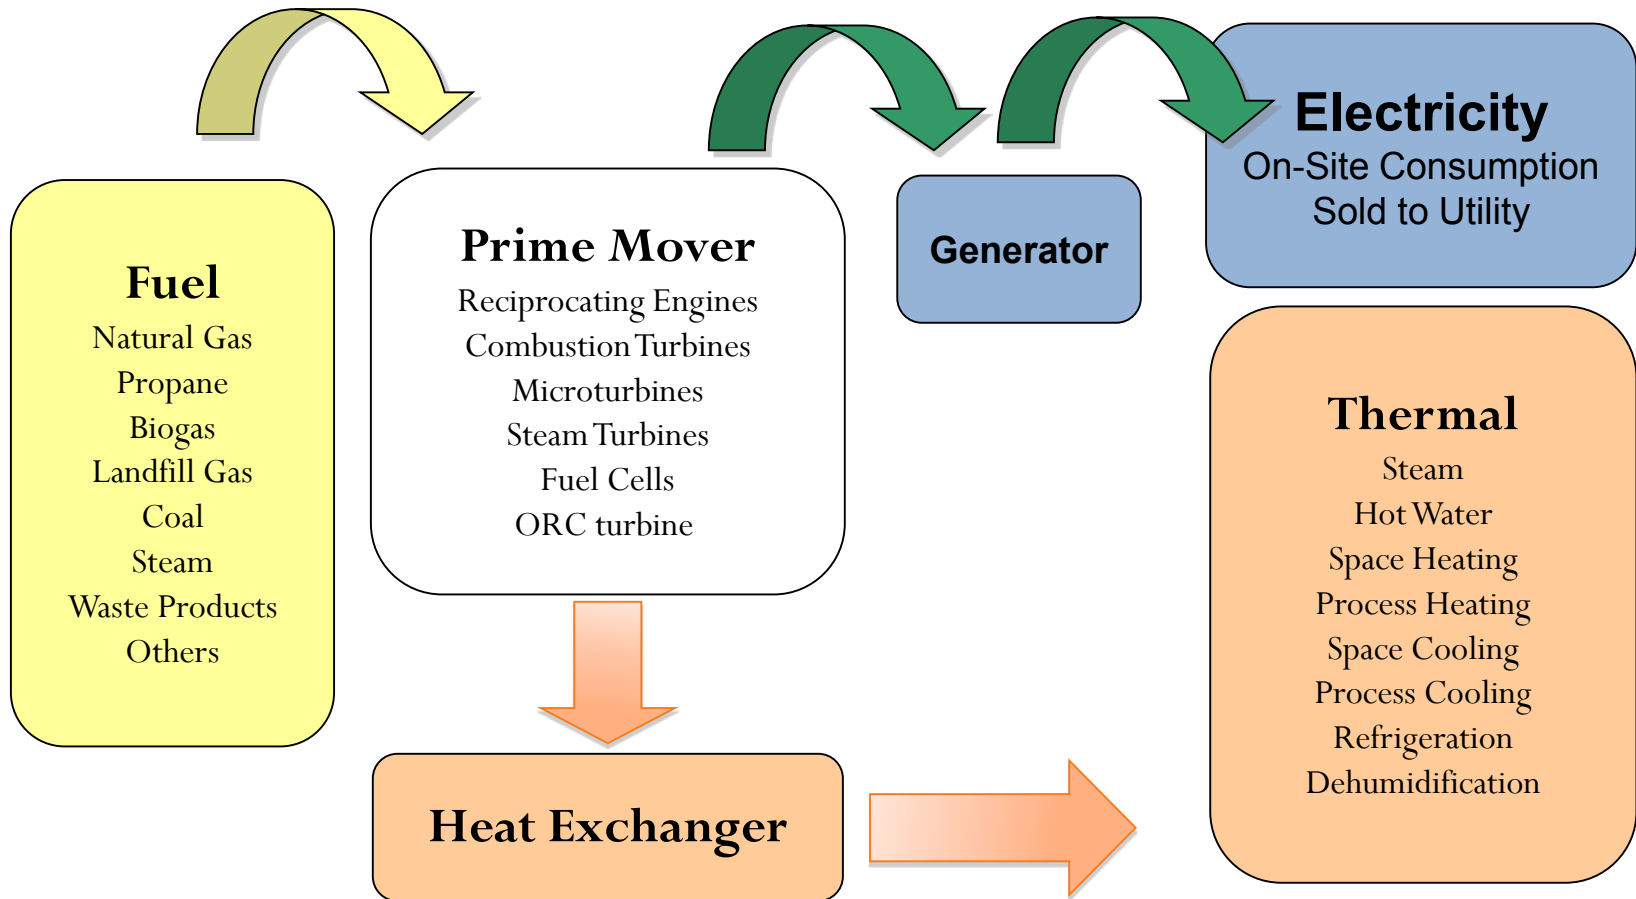 Fuel
Natural Gas
Propane
Biogas
Landfill Gas
Coal
Steam
Waste Products
Others
Prime Mover
Reciprocating Engines
Combustion Turbines
Microturbines
Steam Turbines
Fuel Cells
ORC turbine
Generator
Electricity
On-Site Consumption
Sold to Utility
Heat Exchanger
Thermal
Steam
Hot Water
Space Heating
Process Heating
Space Cooling
Process Cooling
Refrigeration
Dehumidification